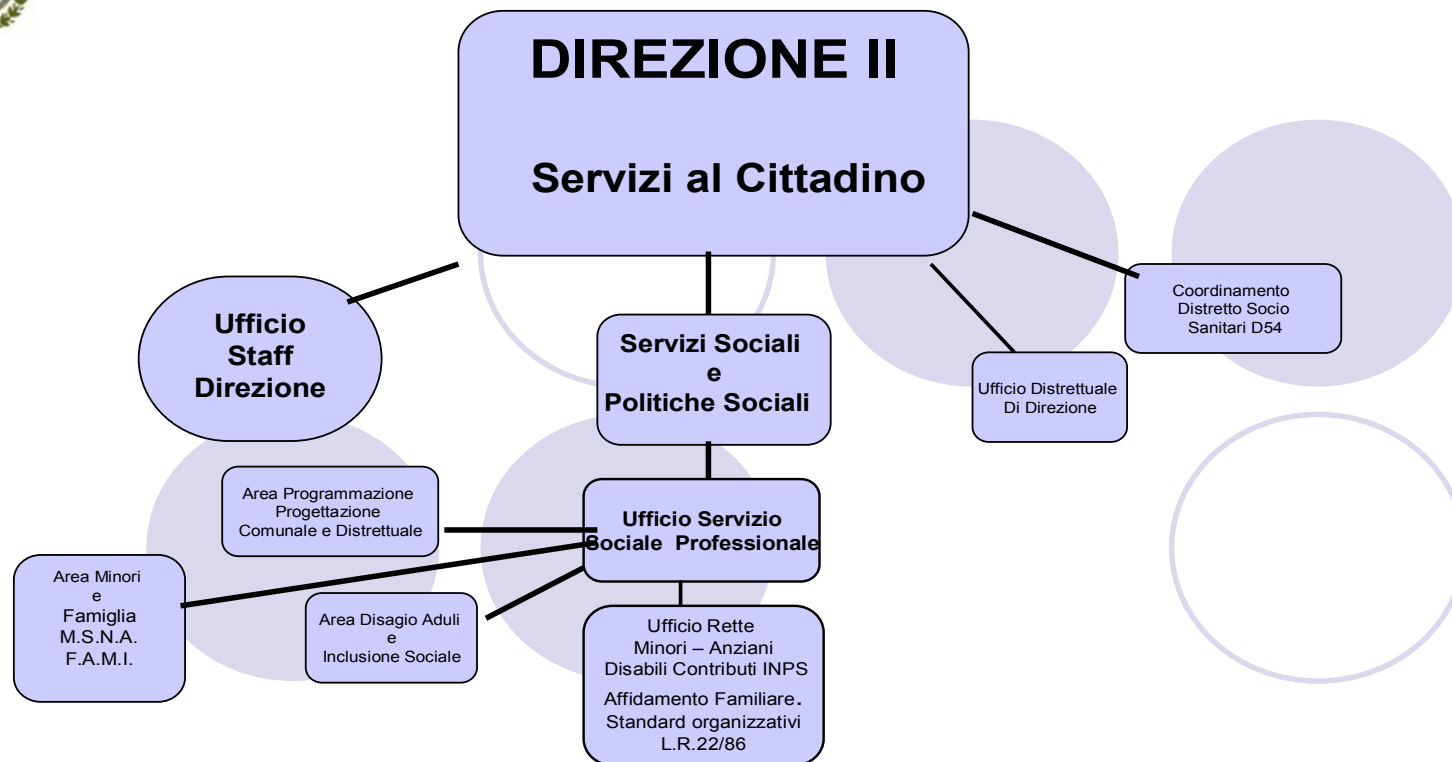 DIREZIONE II
Servizi al Cittadino
Ufficio
Staff
Direzione
Servizi Sociali
e
Politiche Sociali
Ufficio Distrettuale
Di Direzione
Coordinamento
Distretto Socio
Sanitari D54
Area Programmazione
Progettazione
Comunale e Distrettuale
Ufficio Servizio
Sociale Professionale
Area Minori
e
Famiglia
M.S.N.A.
F.A.M.I.
Area Disagio Aduli
e
Inclusione Sociale
Ufficio Rette
Minori – Anziani
Disabili Contributi INPS
Affidamento Familiare.
Standard organizzativi
L.R.22/86